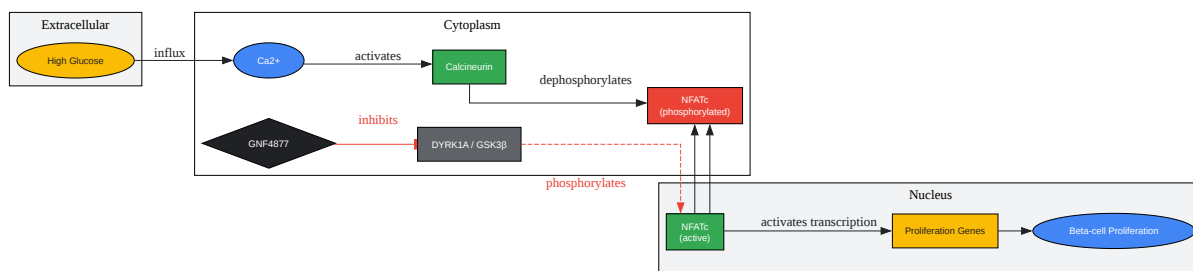 Extracellular
Cytoplasm
High Glucose
influx
Ca2+
activates
Calcineurin
dephosphorylates
NFATc
(phosphorylated)
GNF4877
inhibits
DYRK1A / GSK3β
phosphorylates
Nucleus
NFATc
(active)
activates transcription
Proliferation Genes
Beta-cell Proliferation